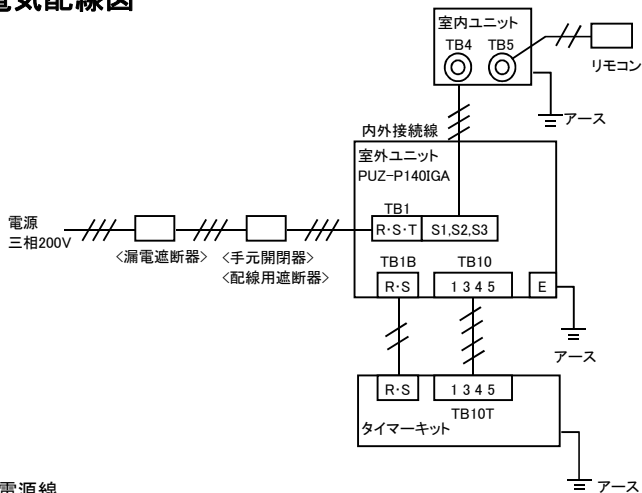 電気配線図
室内ユニット
TB4 TB5
リモコン
アース
内外接続線
室外ユニット
PUZ-P140IGA
TB1
R・S・T S1,S2,S3
電源
三相200V
<漏電遮断器>
<手元開閉器>
<配線用遮断器>
TB1B TB10
R・S 1 3 4 5 E
アース
R・S 1 3 4 5
TB10T
タイマーキット
アース
電源線